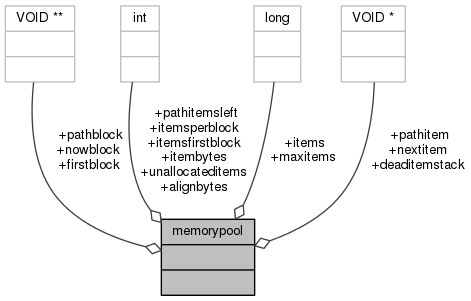 VOID **
int
long
VOID *
+pathblock
+nowblock
+firstblock
+pathitemsleft
+itemsperblock
+itemsfirstblock
+itembytes
+unallocateditems
+alignbytes
+items
+maxitems
+pathitem
+nextitem
+deaditemstack
memorypool